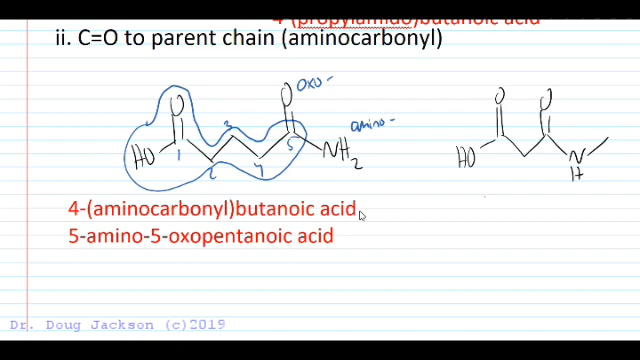 4-(propylamido)butanoic acid
ii. C=O to parent chain (aminocarbonyl)
O oxo- O O
amino-
HO 1 2 3 4 5 NH2
HO N H
4-(aminocarbonyl)butanoic acid
5-amino-5-oxopentanoic acid
Dr. Doug Jackson (c)2019